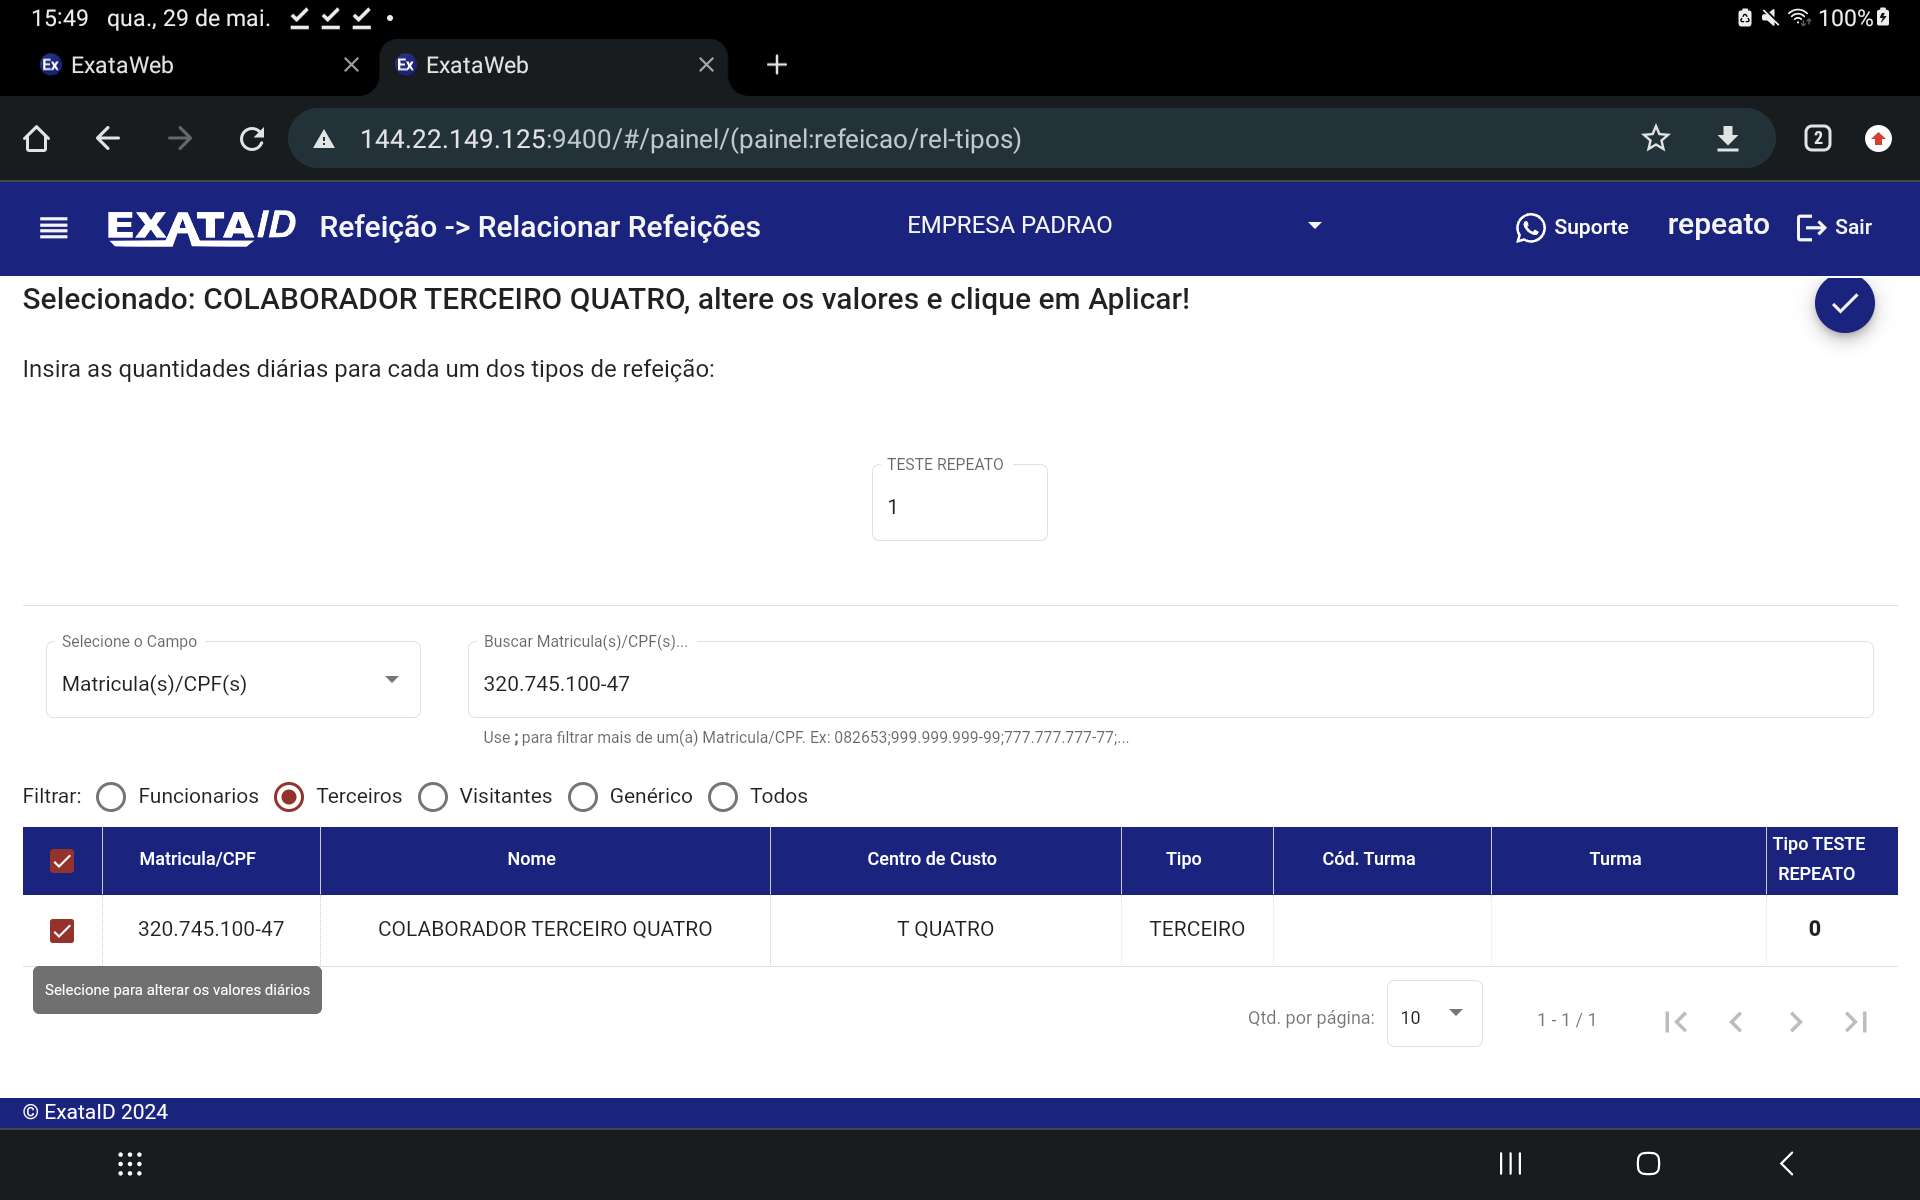 15:49 qua., 29 de mai.
100%
Ex ExataWeb
Ex ExataWeb
144.22.149.125:9400/#/painel/(painel:refeicao/rel-tipos)
2
EXATAID Refeição -> Relacionar Refeições EMPRESA PADRAO Suporte repeato Sair
Selecionado: COLABORADOR TERCEIRO QUATRO, altere os valores e clique em Aplicar!
Insira as quantidades diárias para cada um dos tipos de refeição:
TESTE REPEATO
1
Selecione o Campo
Matricula(s)/CPF(s)
Buscar Matricula(s)/CPF(s)...
320.745.100-47
Use ; para filtrar mais de um(a) Matricula/CPF. Ex: 082653;999.999.999-99;777.777.777-77;...
Filtrar: Funcionarios Terceiros Visitantes Genérico Todos
Matricula/CPF Nome Centro de Custo Tipo Cód. Turma Turma Tipo TESTE
REPEATO
320.745.100-47 COLABORADOR TERCEIRO QUATRO T QUATRO TERCEIRO 0
Selecione para alterar os valores diários
Qtd. por página: 10 1 - 1 / 1
© ExataID 2024